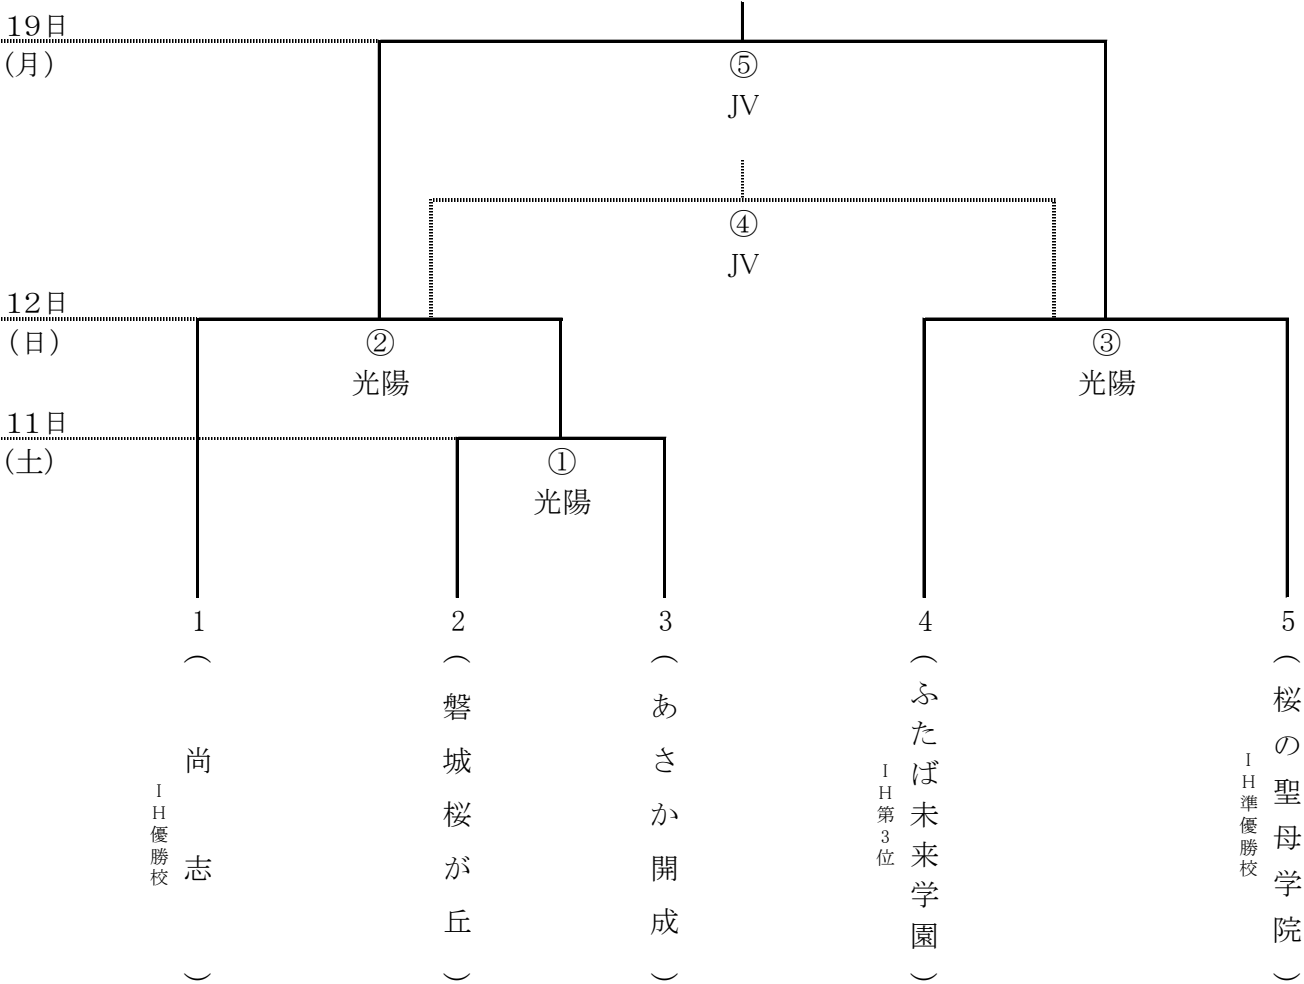 19日
(月)
⑤
JV
④
JV
12日
(日)
②
光陽
③
光陽
11日
(土)
①
光陽
1
2
3
4
5
(尚志)
IH優勝校
(磐城桜が丘)
(あさか開成)
(ふたば未来学園)
IH第3位
(桜の聖母学院)
IH準優勝校